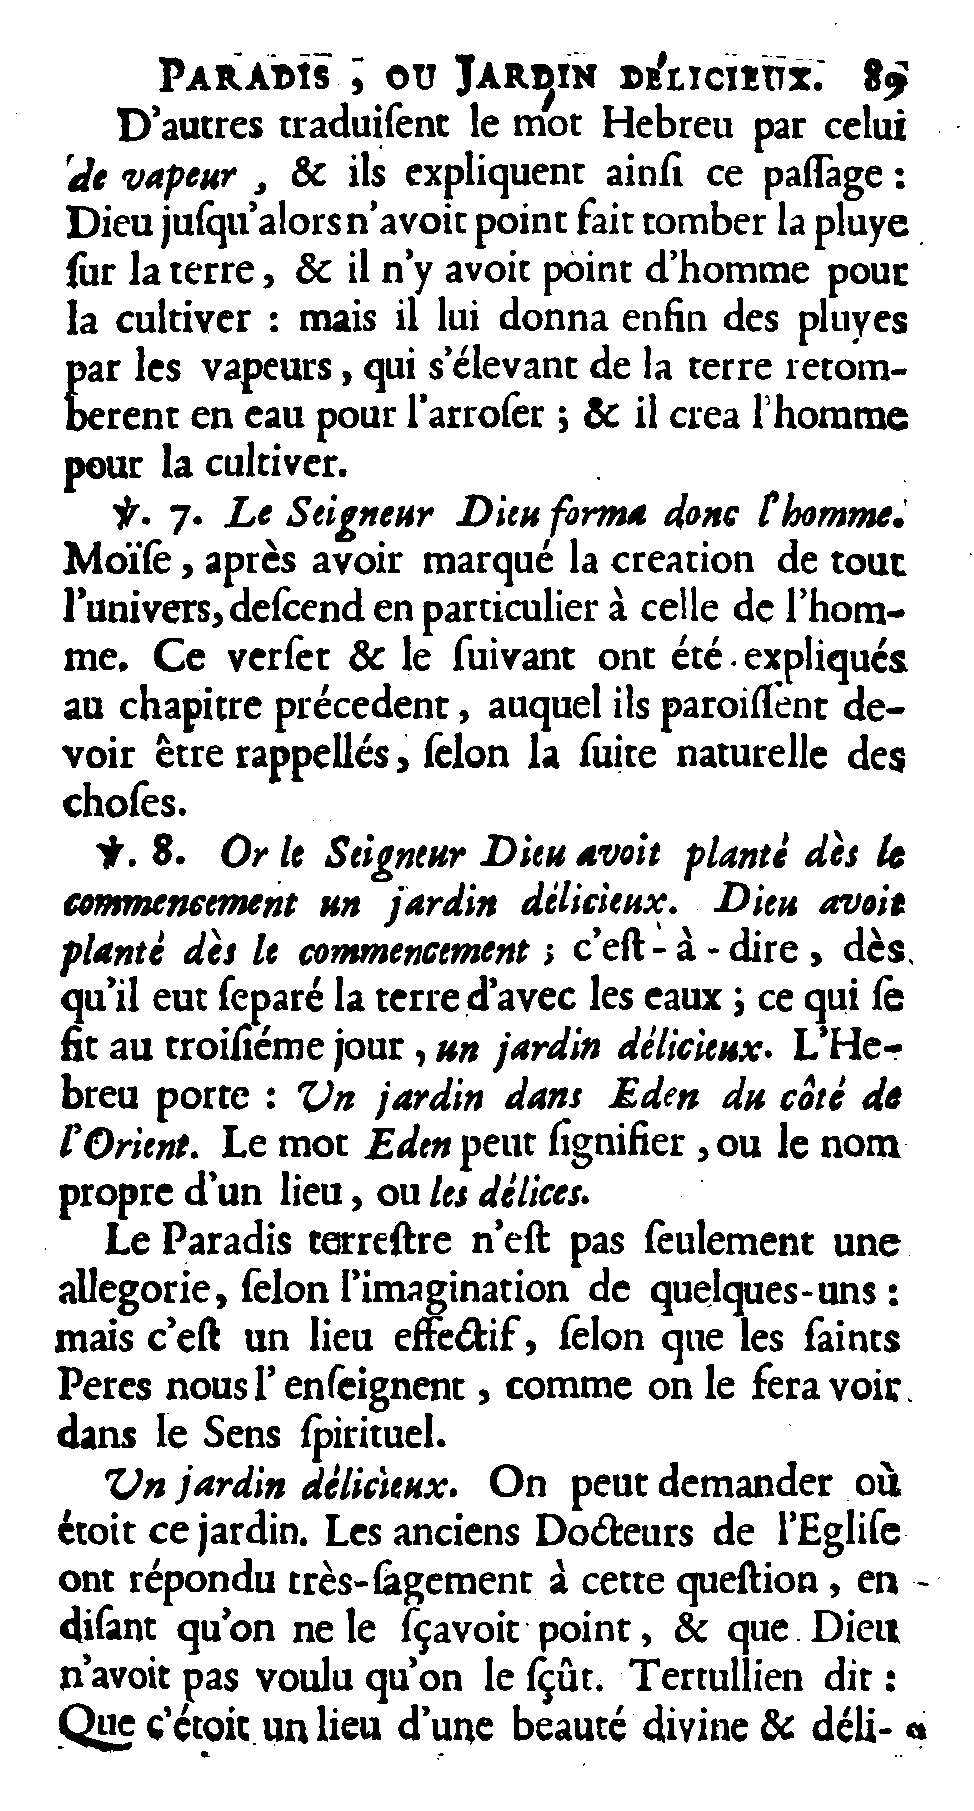 PARADIS, OU JARDIN DÉLICIEUX. 89
D'autres traduiſent le mot Hebreu par celui
de vapeur, & ils expliquent ainſi ce paſſage :
Dieu juſqu'alors n'avoit point fait tomber la pluye
ſur la terre, & il n'y avoit point d'homme pour
la cultiver : mais il lui donna enfin des pluyes
par les vapeurs, qui s'élevant de la terre retom-
berent en eau pour l'arroſer ; & il crea l'homme
pour la cultiver.
℣. 7. Le Seigneur Dieu forma donc l'homme.
Moïſe, après avoir marqué la creation de tout
l'univers, deſcend en particulier à celle de l'hom-
me. Ce verſet & le ſuivant ont été expliqués
au chapitre précedent, auquel ils paroiſſent de-
voir être rappellés, ſelon la ſuite naturelle des
choſes.
℣. 8. Or le Seigneur Dieu avoit planté dès le
commencement un jardin délicieux. Dieu avoit
planté dès le commencement ; c'eſt-à-dire, dès
qu'il eut ſeparé la terre d'avec les eaux ; ce qui ſe
fit au troiſiéme jour, un jardin délicieux. L'He-
breu porte : Un jardin dans Eden du côté de
l'Orient. Le mot Eden peut ſignifier, ou le nom
propre d'un lieu, ou les délices.
Le Paradis terreſtre n'eſt pas ſeulement une
allegorie, ſelon l'imagination de quelques-uns :
mais c'eſt un lieu effectif, ſelon que les ſaints
Peres nous l'enſeignent, comme on le fera voir
dans le Sens ſpirituel.
Un jardin délicieux. On peut demander où
étoit ce jardin. Les anciens Docteurs de l'Egliſe
ont répondu très-ſagement à cette queſtion, en
diſant qu'on ne le ſçavoit point, & que Dieu
n'avoit pas voulu qu'on le ſçût. Tertullien dit :
Que c'étoit un lieu d'une beauté divine & déli-